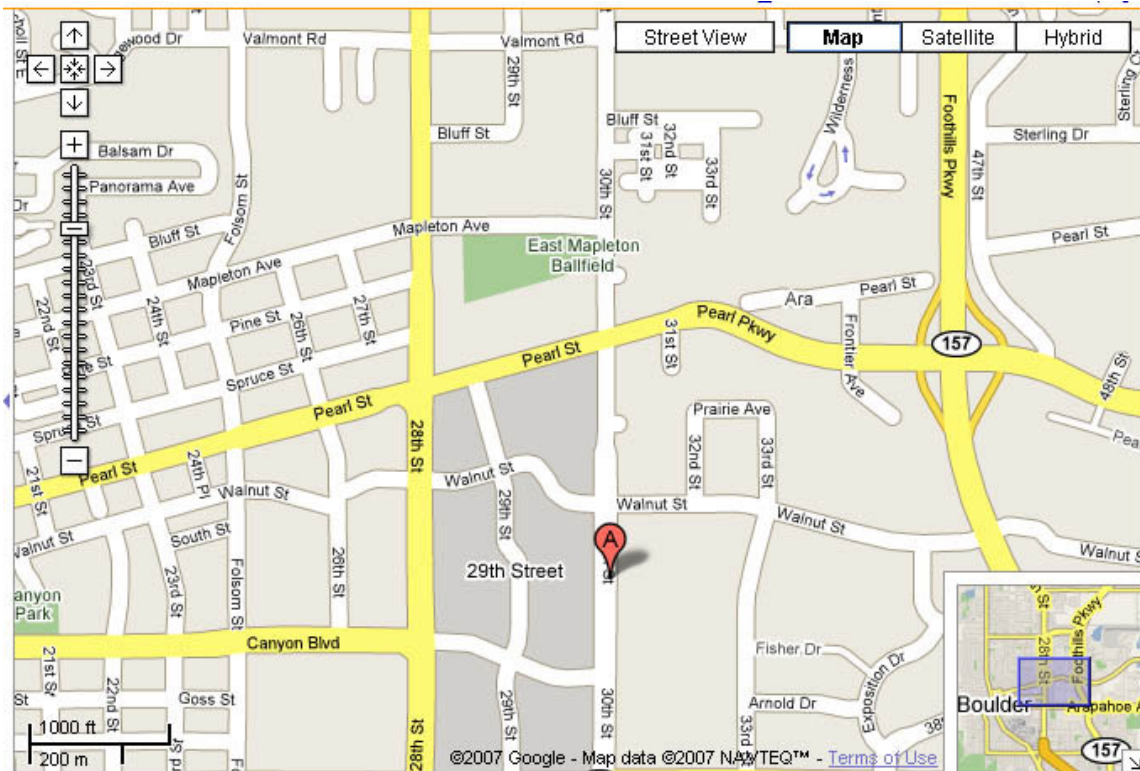 Street View
Map
Satellite
Hybrid
Valmont Rd
Valmont Rd
29th St
Bluff St
Bluff St
31st St
32nd St
33rd St
30th St
Wilderness
Foothills Pkwy
47th St
Sterling Dr
Balsam Dr
Panorama Ave
Folsom St
Bluff St
Mapleton Ave
Mapleton Ave
East Mapleton
Ballfield
Pearl St
22nd St
23rd St
24th St
26th St
27th St
Pine St
Spruce St
Pearl St
Pearl St
Pearl St
Pearl Pkwy
31st St
Ara
Pearl St
Frontier Ave
157
48th St
28th St
Prairie Ave
32nd St
33rd St
21st St
24th Pl
Walnut St
Walnut St
Walnut St
Walnut St
Walnut St
South St
23rd St
Folsom St
26th St
29th St
29th Street
A
Park
Canyon Blvd
21st St
22nd St
Goss St
28th St
29th St
30th St
33rd St
Fisher Dr
Arnold Dr
Exposition Dr
28th St
Foothills Pkwy
Boulder
Arapahoe A
157
1000 ft
200 m
©2007 Google - Map data ©2007 NAVTEQ™ - Terms of Use